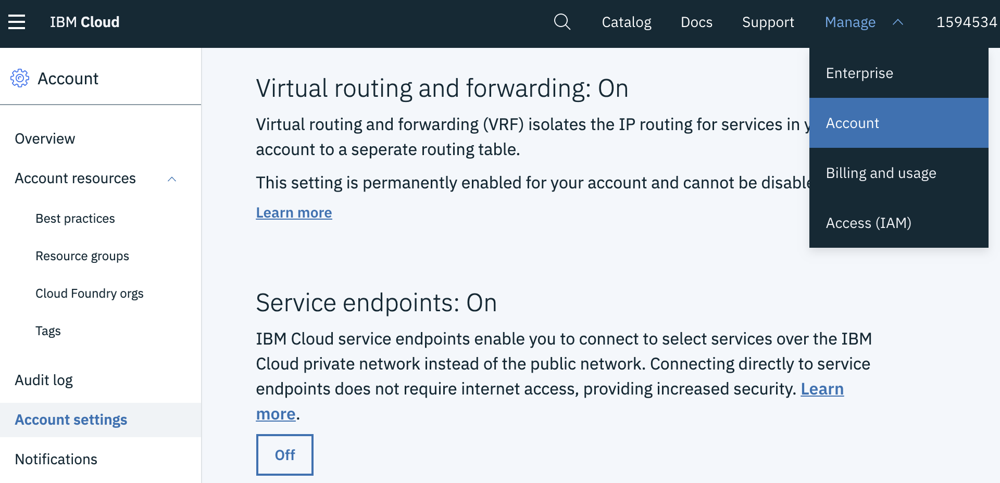 IBM Cloud
Catalog
Docs
Support
Manage
1594534
Enterprise
Account
Billing and usage
Access (IAM)
Account
Overview
Account resources
Best practices
Resource groups
Cloud Foundry orgs
Tags
Audit log
Account settings
Notifications
Virtual routing and forwarding: On
Virtual routing and forwarding (VRF) isolates the IP routing for services in
account to a seperate routing table.
This setting is permanently enabled for your account and cannot be
Learn more
Service endpoints: On
IBM Cloud service endpoints enable you to connect to select services over the IBM
Cloud private network instead of the public network. Connecting directly to service
endpoints does not require internet access, providing increased security. Learn
more.
Off